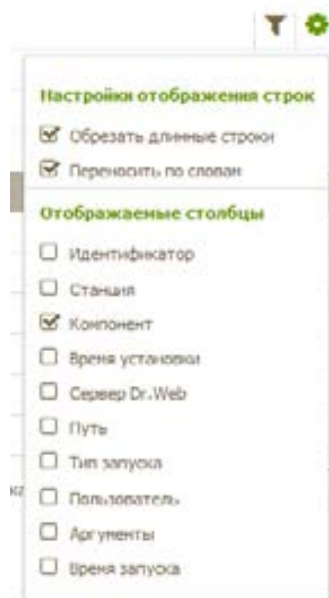 Настройки отображения строк
Обрезать длинные строки
Переносить по словам
Отображаемые столбцы
Идентификатор
Станция
Компонент
Время установки
Сервер Dr.Web
Путь
Тип запуска
Пользователь
Аргументы
Время запуска